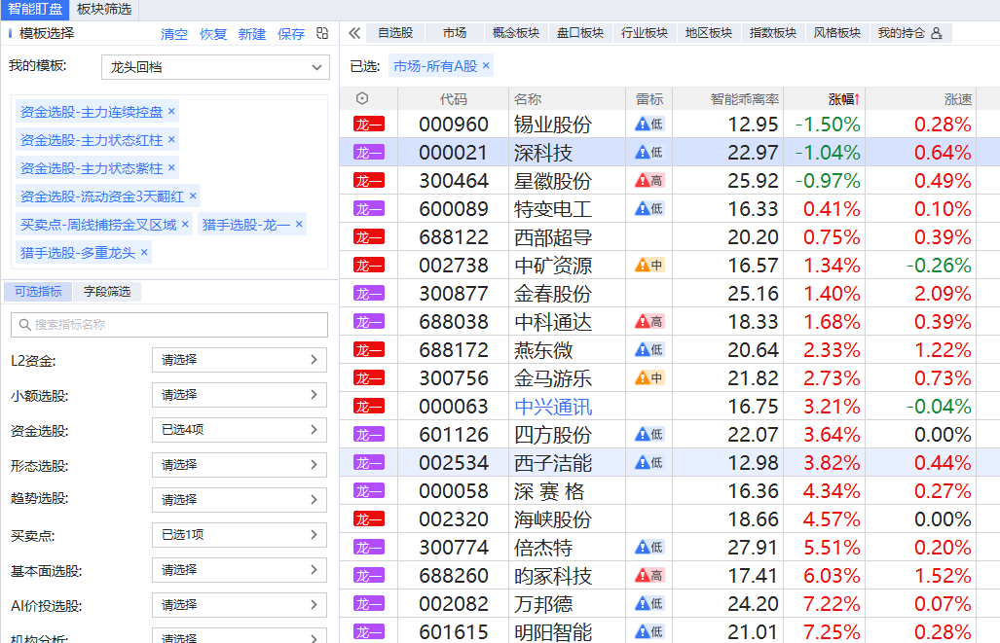 智能盯盘 板块筛选
模板选择 清空 恢复 新建 保存
自选股 市场 概念板块 盘口板块 行业板块 地区板块 指数板块 风格板块 我的持仓
我的模板: 龙头回档
已选: 市场-所有A股 ×
资金选股-主力连续控盘 ×
资金选股-主力状态红柱 ×
资金选股-主力状态紫柱 ×
资金选股-流动资金3天翻红 ×
买卖点-周线捕捞金叉区域 × 猎手选股-龙一 ×
猎手选股-多重龙头 ×
可选指标 字段筛选
搜索指标名称
L2资金: 请选择
小额选股: 请选择
资金选股: 已选4项
形态选股: 请选择
趋势选股: 请选择
买卖点: 已选1项
基本面选股: 请选择
AI价投选股: 请选择
机构分析: 请选择
代码 名称 雷标 智能乖离率 涨幅↑ 涨速
龙一 000960 锡业股份 低 12.95 -1.50% 0.28%
龙一 000021 深科技 低 22.97 -1.04% 0.64%
龙一 300464 星徽股份 高 25.92 -0.97% 0.49%
龙一 600089 特变电工 低 16.33 0.41% 0.10%
龙一 688122 西部超导 20.20 0.75% 0.39%
龙一 002738 中矿资源 中 16.57 1.34% -0.26%
龙一 300877 金春股份 25.16 1.40% 2.09%
龙一 688038 中科通达 高 18.33 1.68% 0.39%
龙一 688172 燕东微 低 20.64 2.33% 1.22%
龙一 300756 金马游乐 中 21.82 2.73% 0.73%
龙一 000063 中兴通讯 16.75 3.21% -0.04%
龙一 601126 四方股份 低 22.07 3.64% 0.00%
龙一 002534 西子洁能 低 12.98 3.82% 0.44%
龙一 000058 深 赛 格 16.36 4.34% 0.27%
龙一 002320 海峡股份 18.66 4.57% 0.00%
龙一 300774 倍杰特 低 27.91 5.51% 0.20%
龙一 688260 昀冢科技 高 17.41 6.03% 1.52%
龙一 002082 万邦德 低 24.20 7.22% 0.07%
龙一 601615 明阳智能 低 21.01 7.25% 0.28%